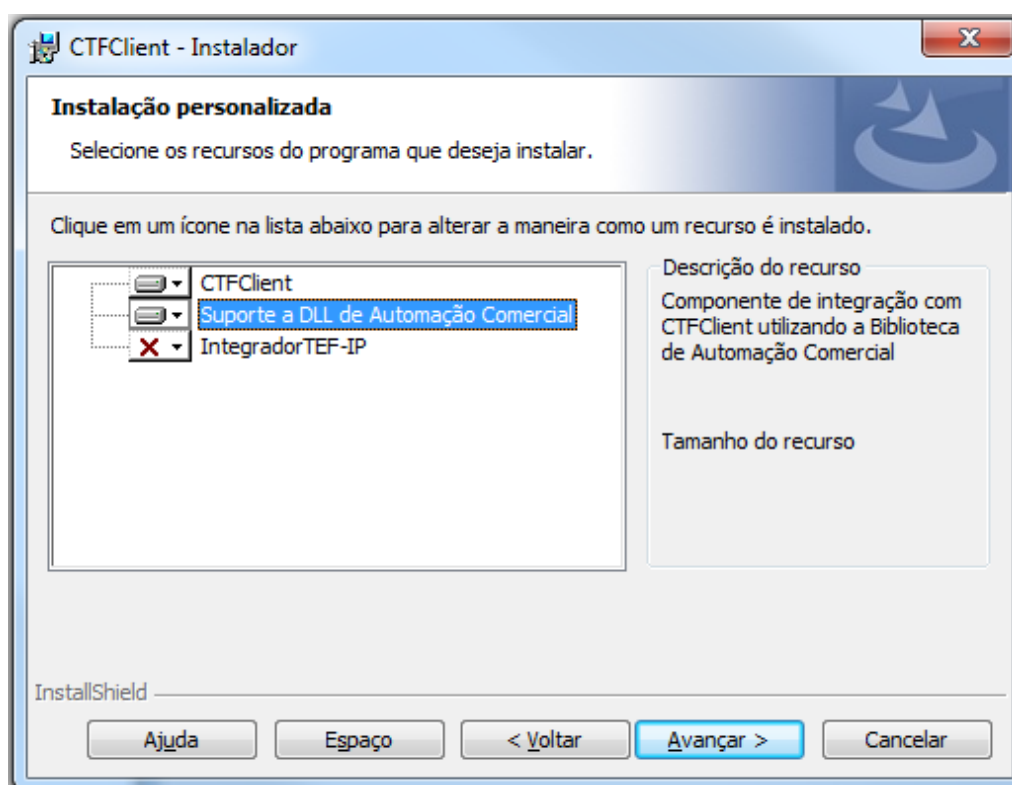 CTFClient - Instalador
Instalação personalizada
Selecione os recursos do programa que deseja instalar.
Clique em um ícone na lista abaixo para alterar a maneira como um recurso é instalado.
CTFClient
Suporte a DLL de Automação Comercial
IntegradorTEF-IP
Descrição do recurso
Componente de integração com
CTFClient utilizando a Biblioteca
de Automação Comercial
Tamanho do recurso
InstallShield
Ajuda
Espaço
< Voltar
Avançar >
Cancelar